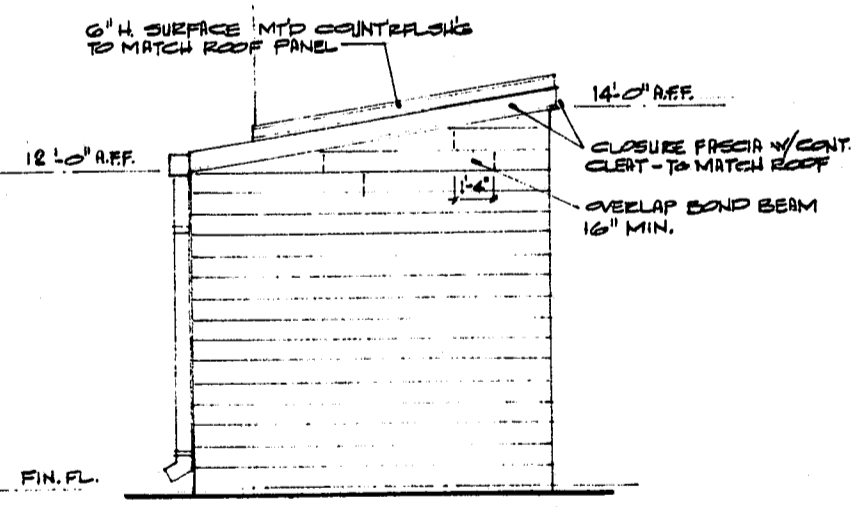 6" H. SURFACE MT'D COUNTRFLSH'G
TO MATCH ROOF PANEL
14'-0" A.F.F.
12'-0" A.F.F.
CLOSURE FASCIA W/CONT.
CLEAT-TO MATCH ROOF
1'-4"
OVERLAP BOND BEAM
16" MIN.
FIN. FL.